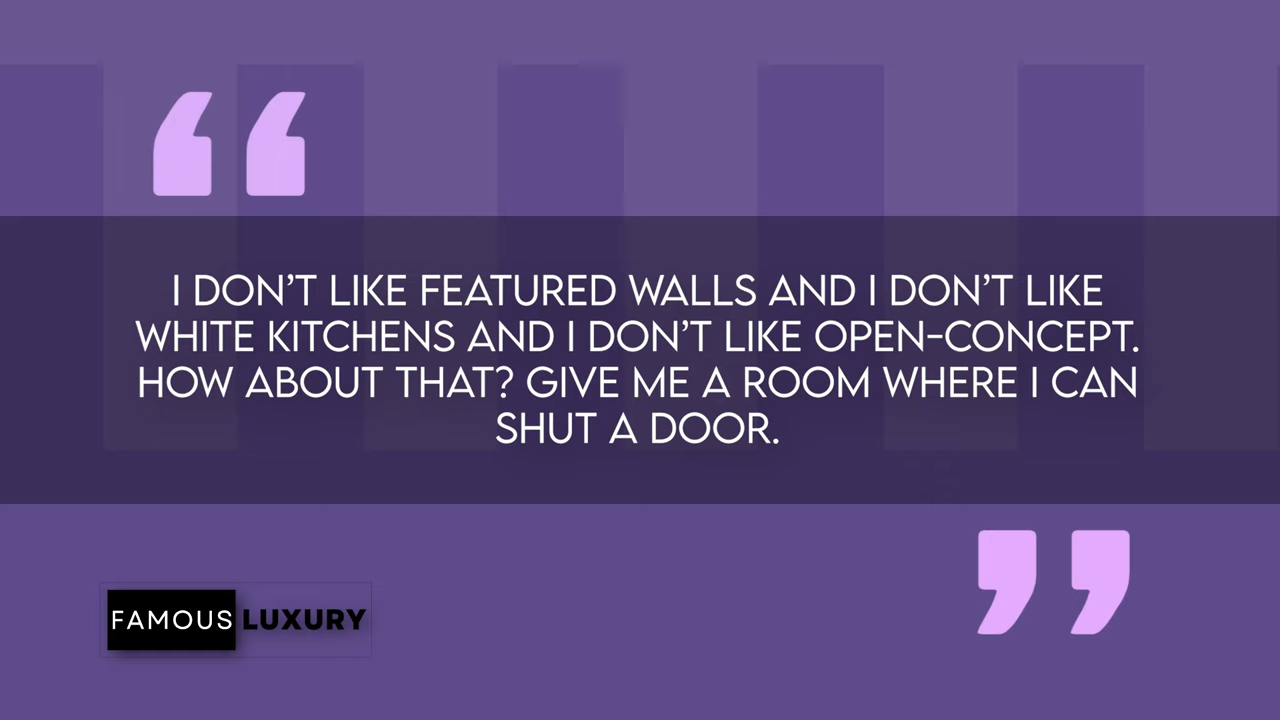 I DON’T LIKE FEATURED WALLS AND I DON’T LIKE
WHITE KITCHENS AND I DON’T LIKE OPEN-CONCEPT.
HOW ABOUT THAT? GIVE ME A ROOM WHERE I CAN
SHUT A DOOR.
FAMOUS LUXURY